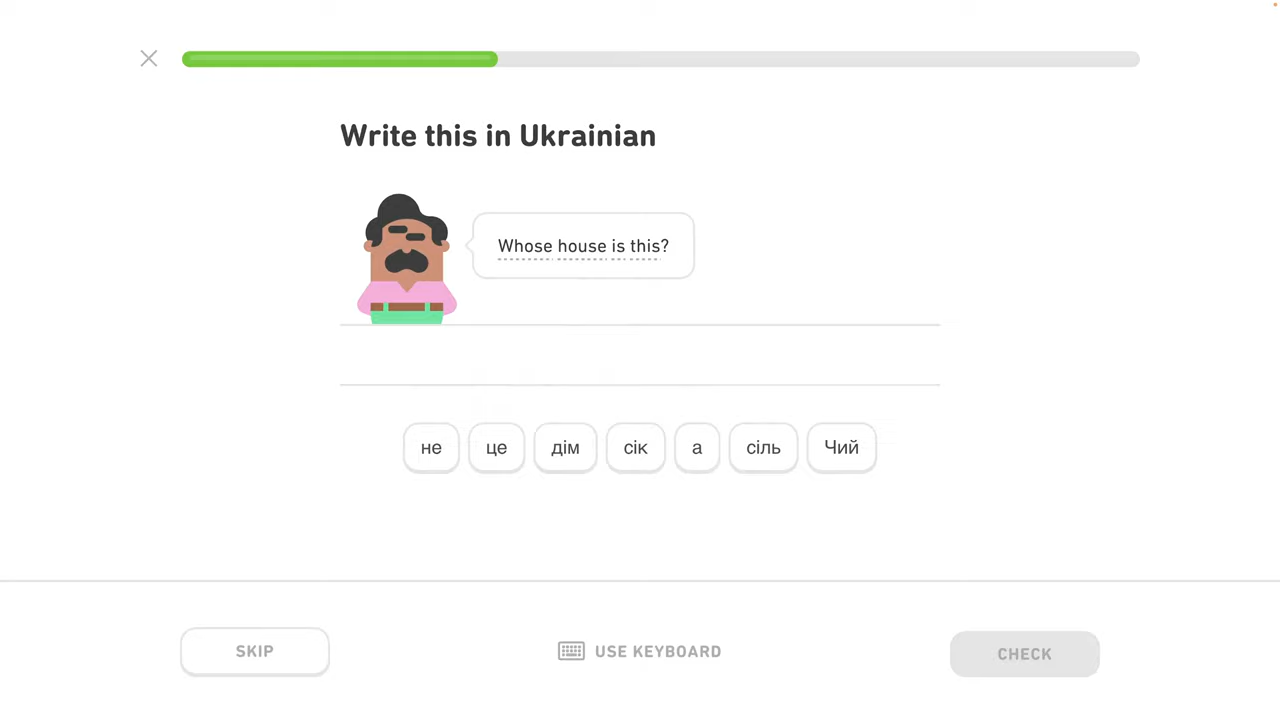 Write this in Ukrainian
Whose house is this?
не це дім сік а сіль Чий
SKIP
USE KEYBOARD
CHECK